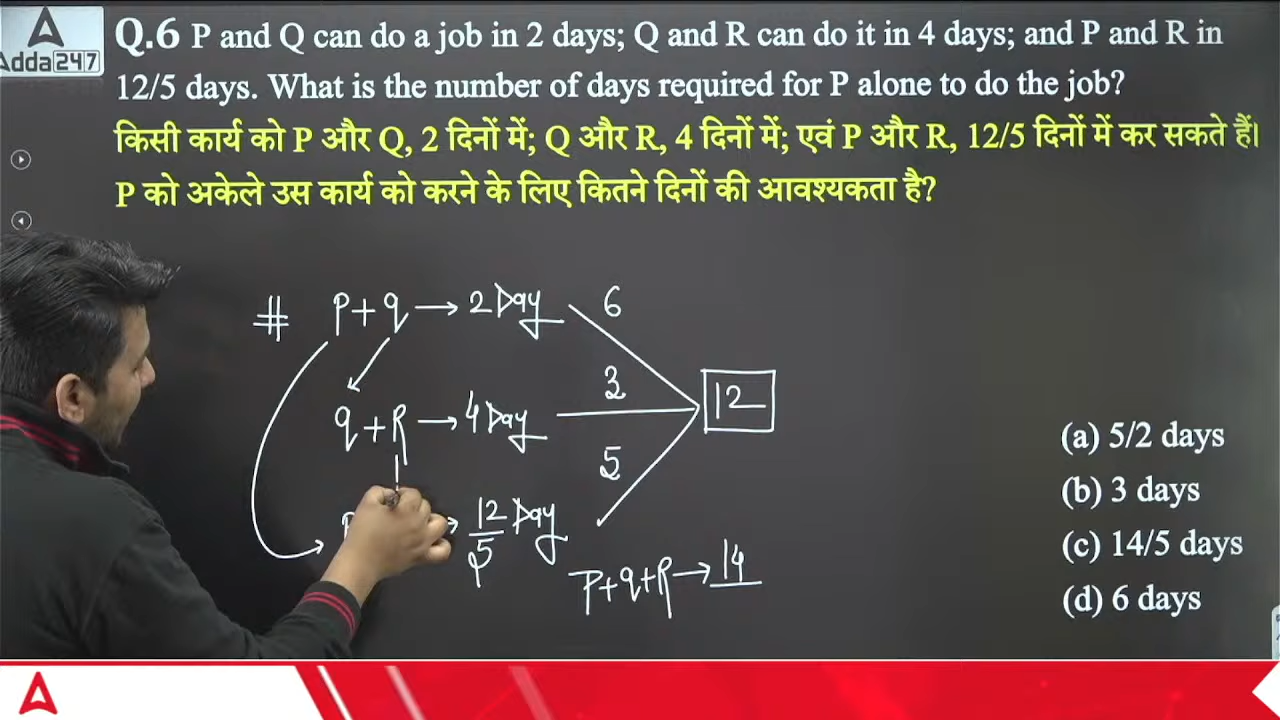 Adda247
Q.6 P and Q can do a job in 2 days; Q and R can do it in 4 days; and P and R in
12/5 days. What is the number of days required for P alone to do the job?
किसी कार्य को P और Q, 2 दिनों में; Q और R, 4 दिनों में; एवं P और R, 12/5 दिनों में कर सकते हैं।
P को अकेले उस कार्य को करने के लिए कितने दिनों की आवश्यकता है?
# P+q → 2 Day 6
q+R → 4 Day 3 12
5
12/5 Day
P+q+R → 14
(a) 5/2 days
(b) 3 days
(c) 14/5 days
(d) 6 days